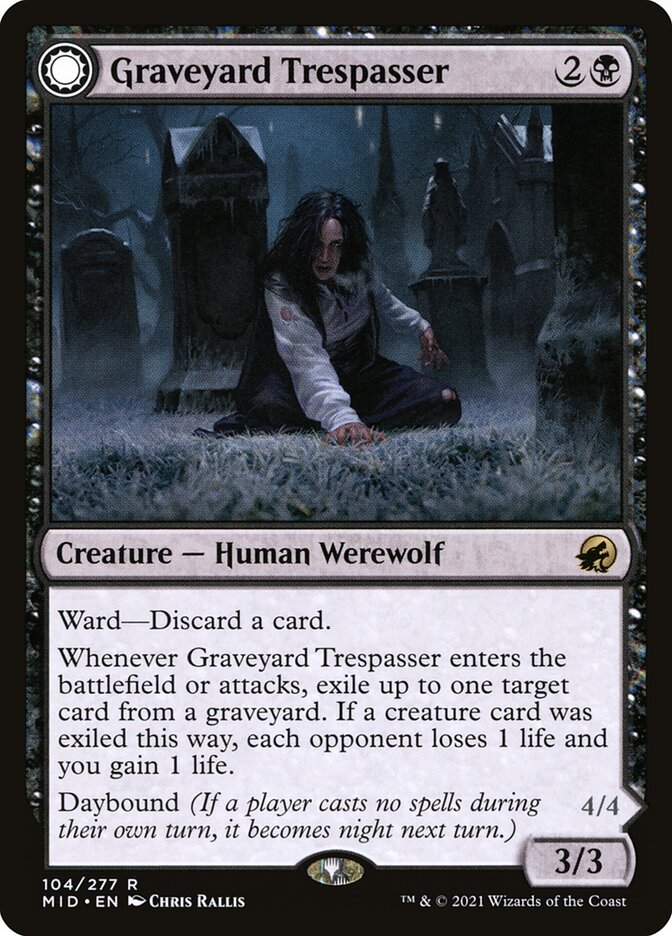 Graveyard Trespasser 2
Creature — Human Werewolf
Ward—Discard a card.
Whenever Graveyard Trespasser enters the
battlefield or attacks, exile up to one target
card from a graveyard. If a creature card was
exiled this way, each opponent loses 1 life and
you gain 1 life.
Daybound (If a player casts no spells during
their own turn, it becomes night next turn.)
4/4
3/3
104/277 R
MID • EN Chris Rallis
™ & © 2021 Wizards of the Coast